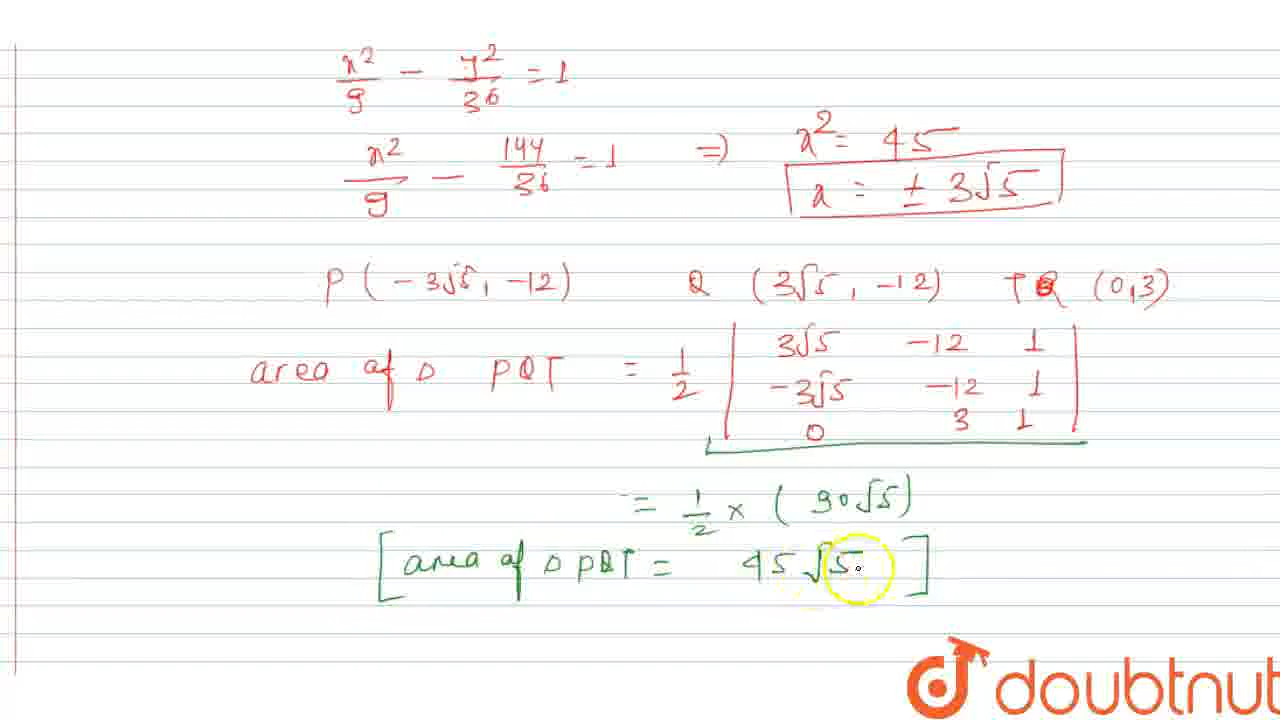 x²/9 − y²/36 = 1
x²/9 − 144/36 = 1 ⇒ x² = 45
x = ± 3√5
P (−3√5, −12) Q (3√5, −12) T (0,3)
area of Δ PQT = 1/2 | 3√5 −12 1 |
| −3√5 −12 1 |
| 0 3 1 |
= 1/2 × (90√5)
[area of Δ PQT = 45√5]
doubtnut